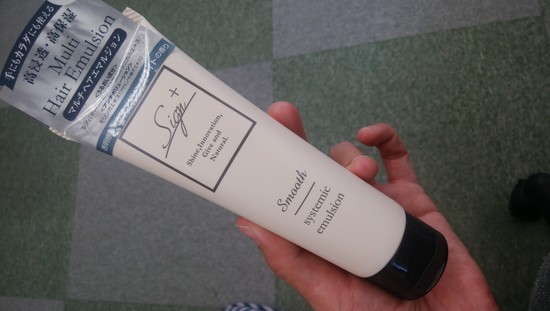 手にもカラダにも使える
高浸透・高保湿
Multi
Hair Emulsion
マルチヘアエマルジョン
Sign+
Shine, Innovation,
Give and
Natural.
Smooth
systemic
emulsion